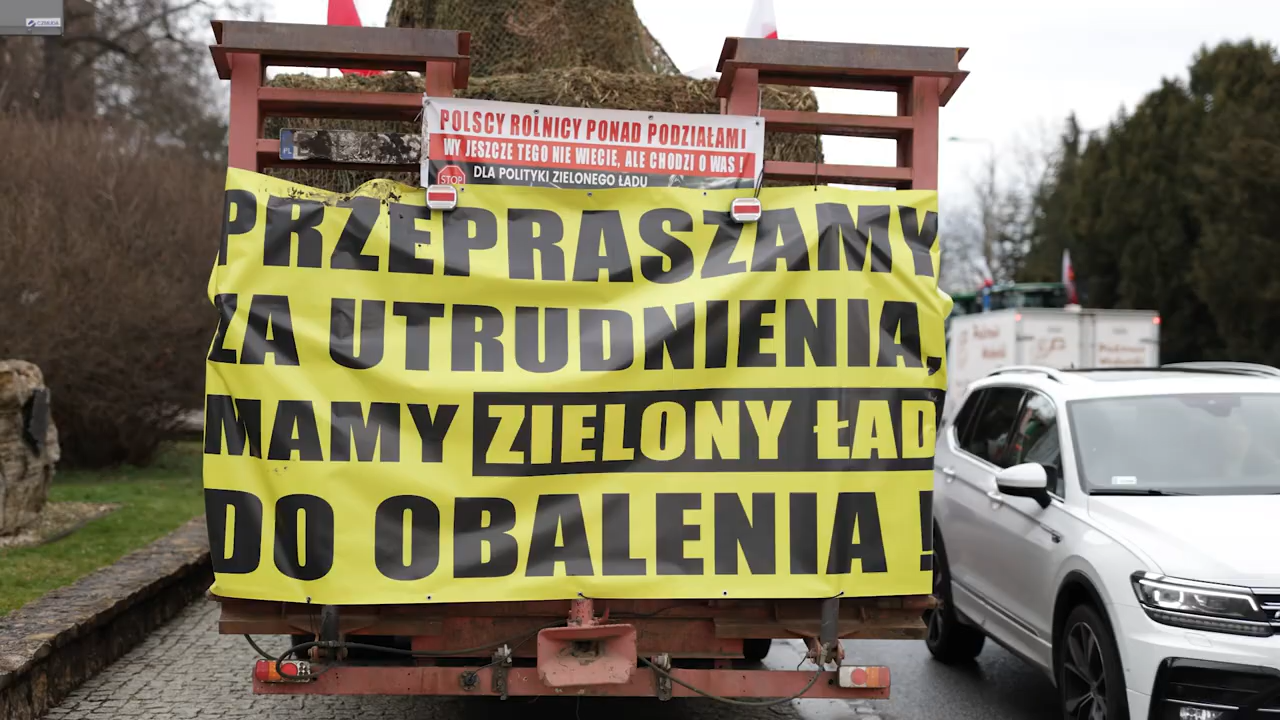 POLSCY ROLNICY PONAD PODZIAŁAMI
WY JESZCZE TEGO NIE WIECIE, ALE CHODZI O WAS !
STOP
DLA POLITYKI ZIELONEGO ŁADU
PL
PRZEPRASZAMY
ZA UTRUDNIENIA,
MAMY ZIELONY ŁAD
DO OBALENIA !